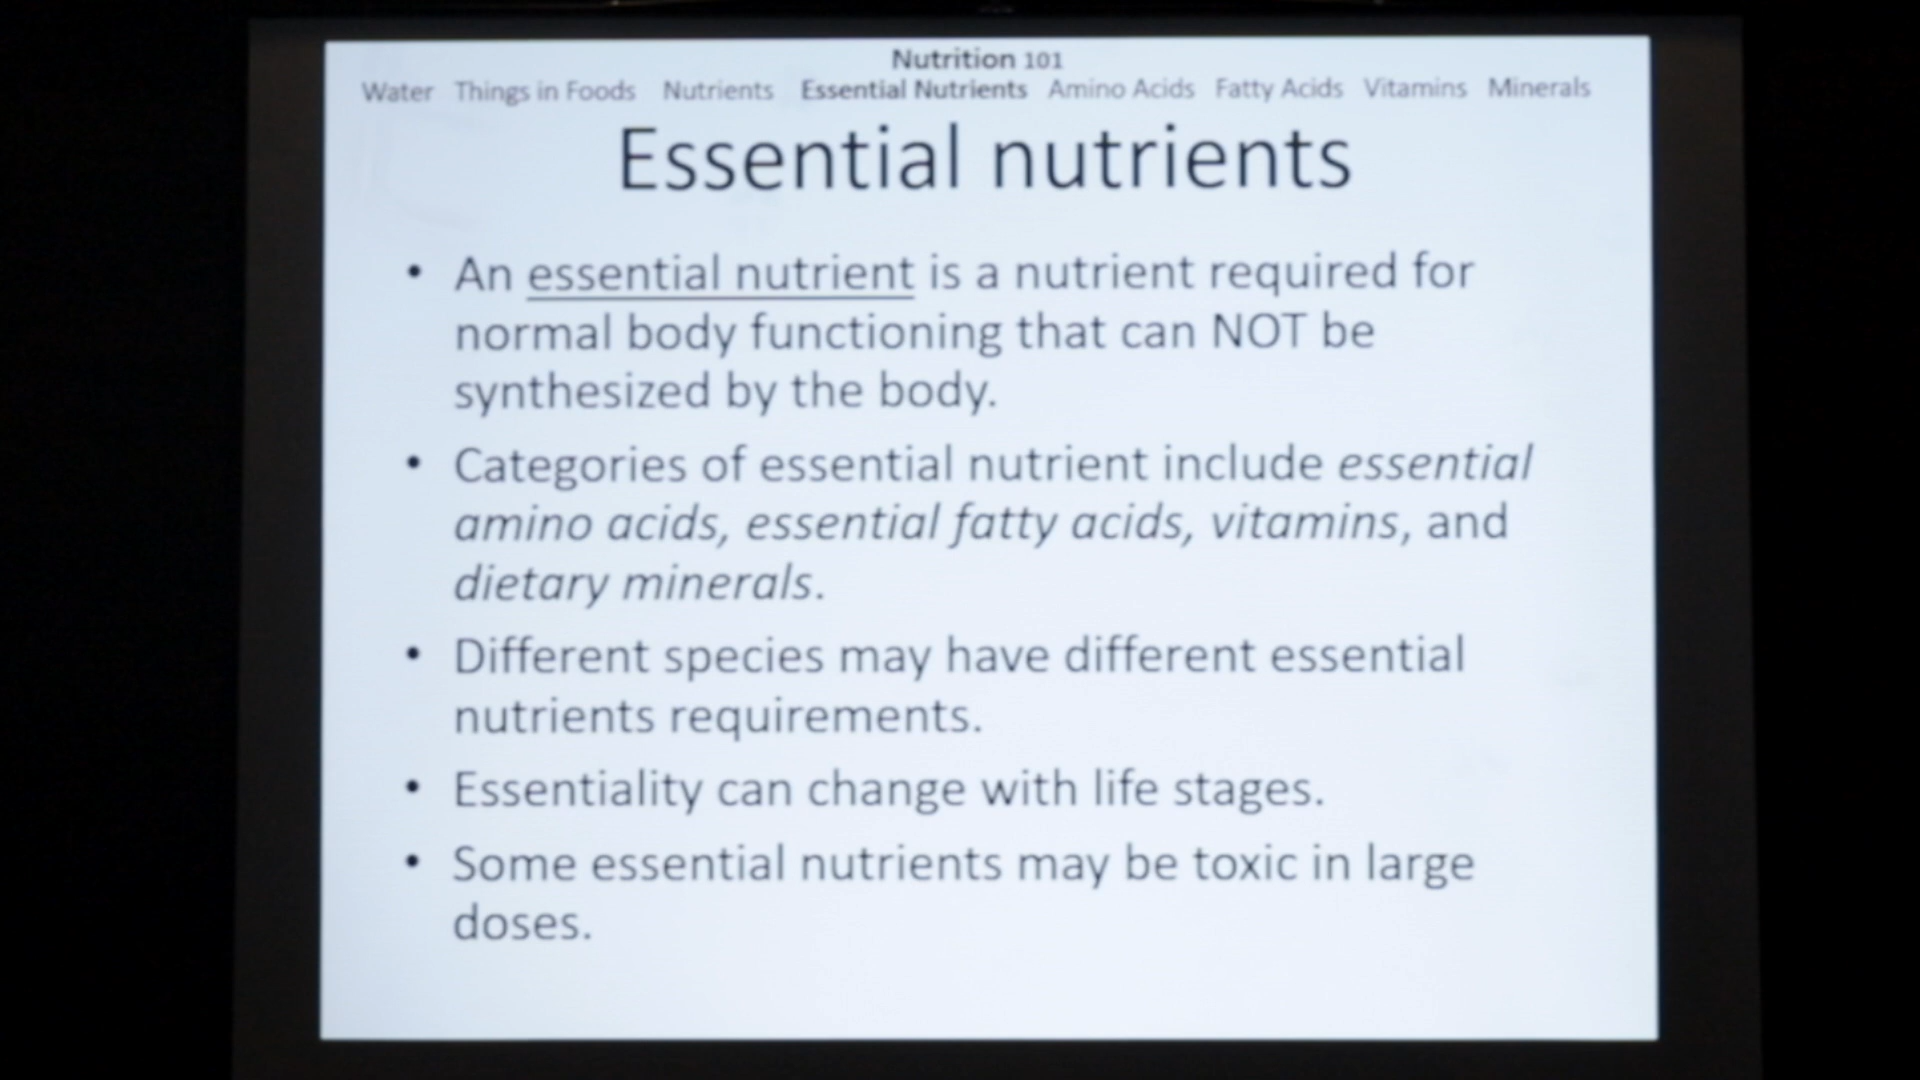 Nutrition 101
Water Things in Foods Nutrients Essential Nutrients Amino Acids Fatty Acids Vitamins Minerals
Essential nutrients
• An essential nutrient is a nutrient required for
normal body functioning that can NOT be
synthesized by the body.
• Categories of essential nutrient include essential
amino acids, essential fatty acids, vitamins, and
dietary minerals.
• Different species may have different essential
nutrients requirements.
• Essentiality can change with life stages.
• Some essential nutrients may be toxic in large
doses.